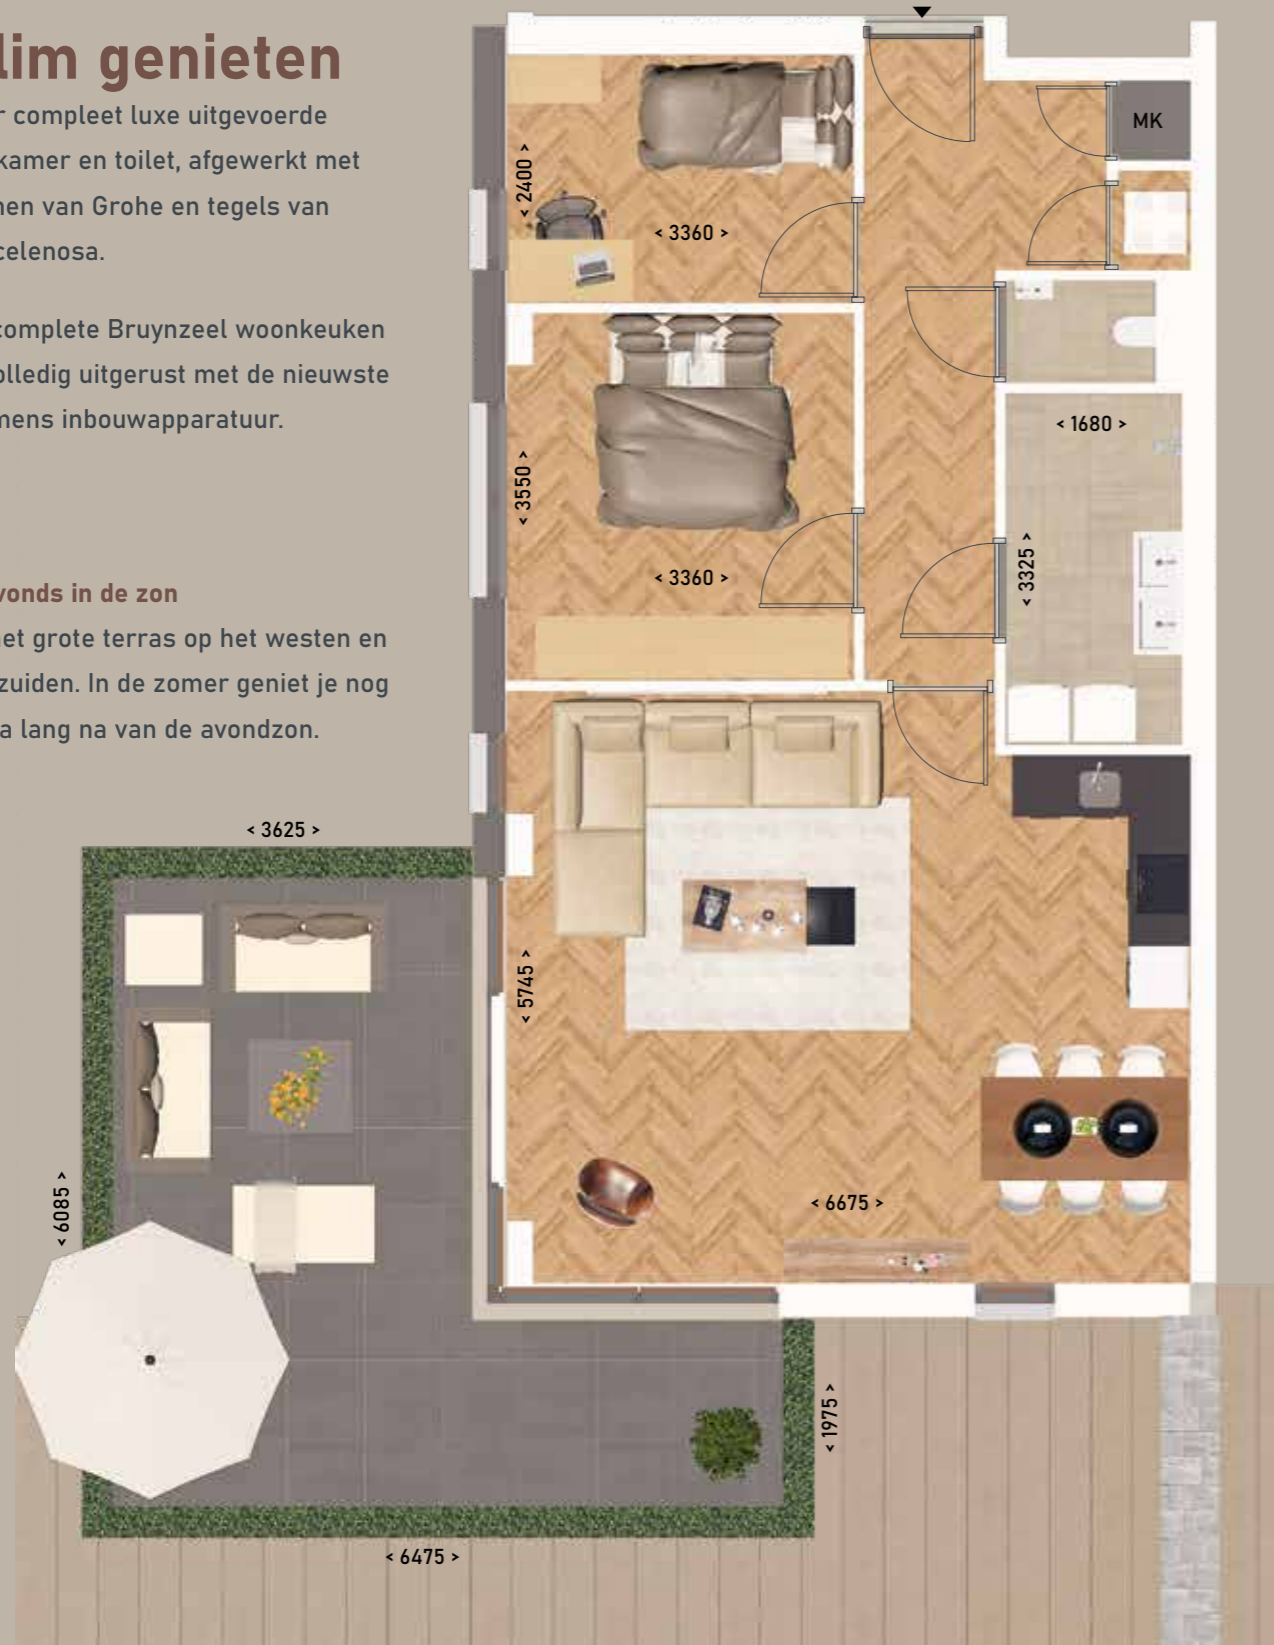 lim genieten
r compleet luxe uitgevoerde
kamer en toilet, afgewerkt met
nen van Grohe en tegels van
celenosa.
complete Bruynzeel woonkeuken
olledig uitgerust met de nieuwste
mens inbouwapparatuur.
vonds in de zon
net grote terras op het westen en
zuiden. In de zomer geniet je nog
a lang na van de avondzon.
MK
< 2400 >
< 3360 >
< 3550 >
< 3360 >
< 1680 >
< 3325 >
< 3625 >
< 5745 >
< 6085 >
< 6675 >
< 1975 >
< 6475 >